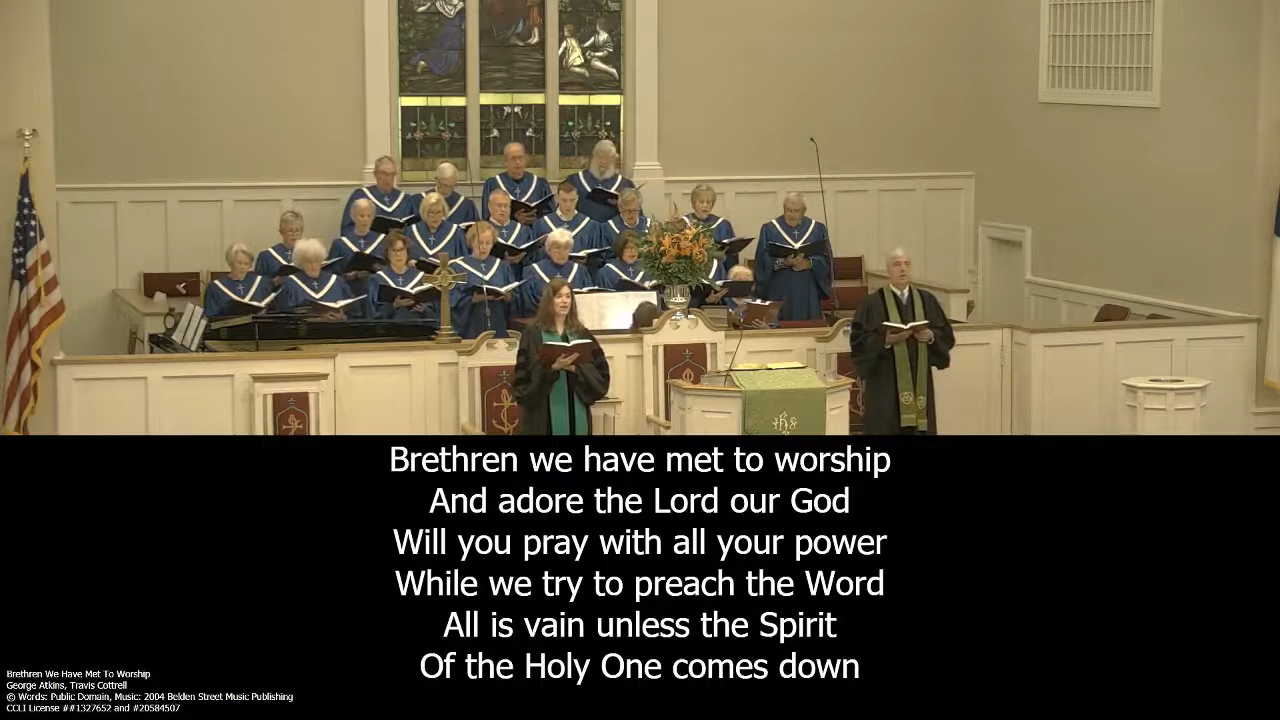 Brethren we have met to worship
And adore the Lord our God
Will you pray with all your power
While we try to preach the Word
All is vain unless the Spirit
Of the Holy One comes down
Brethren We Have Met To Worship
George Atkins, Travis Cottrell
© Words: Public Domain, Music: 2004 Belden Street Music Publishing
CCLI License ##1327652 and #20584507